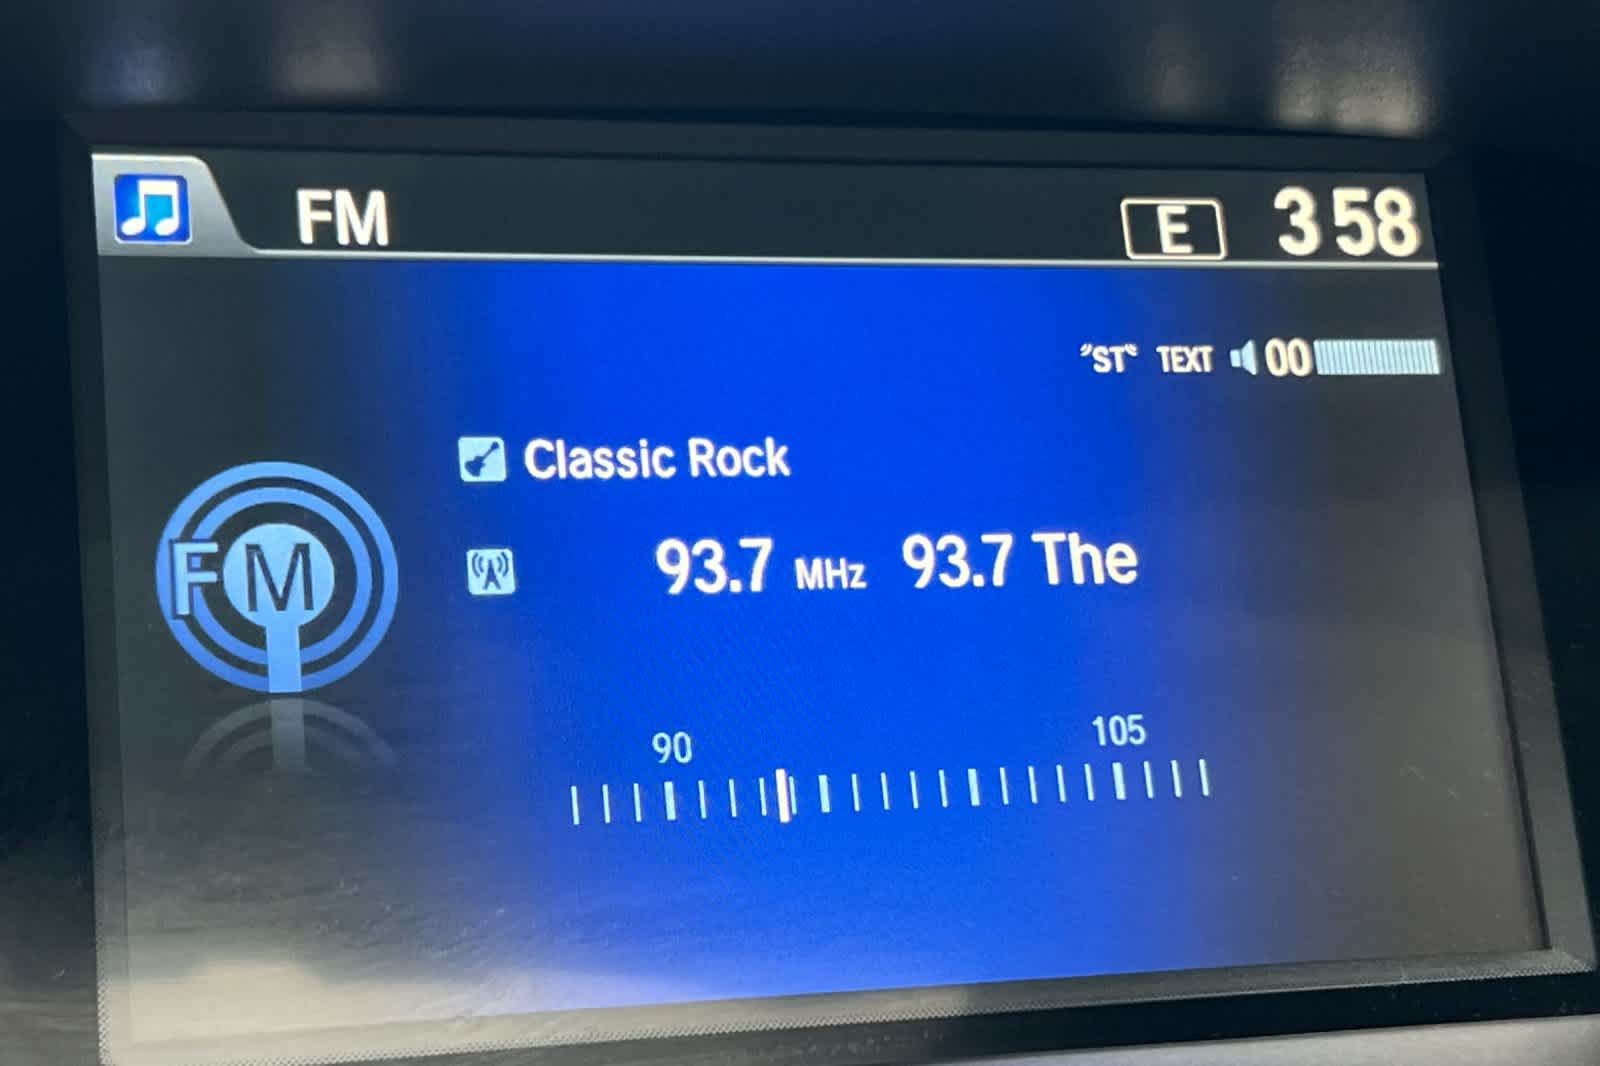 FM
E
3 58
"ST" TEXT 00
Classic Rock
FM
93.7 MHz 93.7 The
90 105